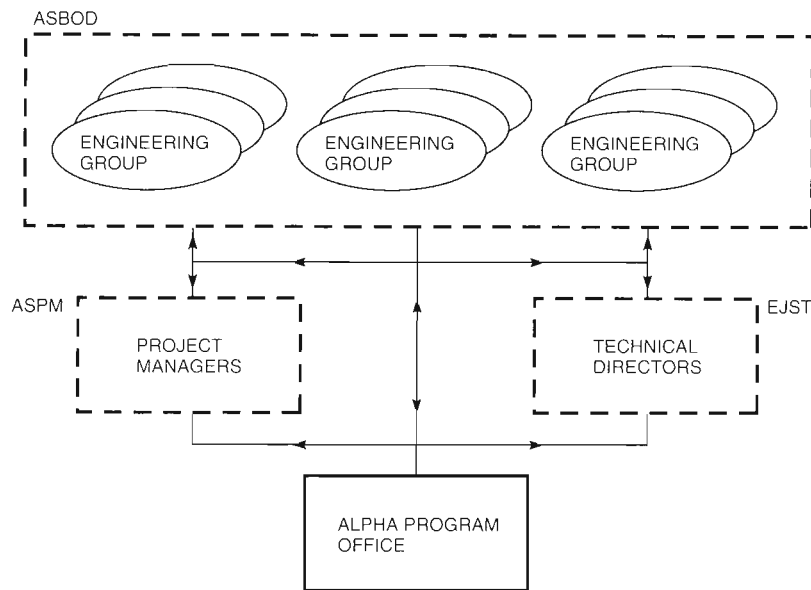 ASBOD
ENGINEERING
GROUP
ENGINEERING
GROUP
ENGINEERING
GROUP
ASPM
PROJECT
MANAGERS
TECHNICAL
DIRECTORS
EJST
ALPHA PROGRAM
OFFICE